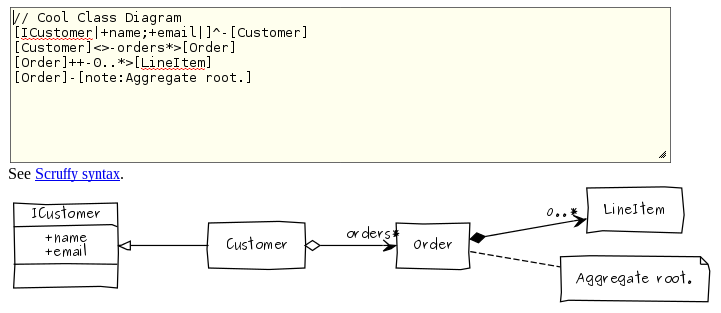 // Cool Class Diagram
[ICustomer|+name;+email|]^-[Customer]
[Customer]<>-orders*>[Order]
[Order]++-0..*>[LineItem]
[Order]-[note:Aggregate root.]
See Scruffy syntax.
ICustomer
+name
+email
Customer
orders*
Order
0..*
LineItem
Aggregate root.